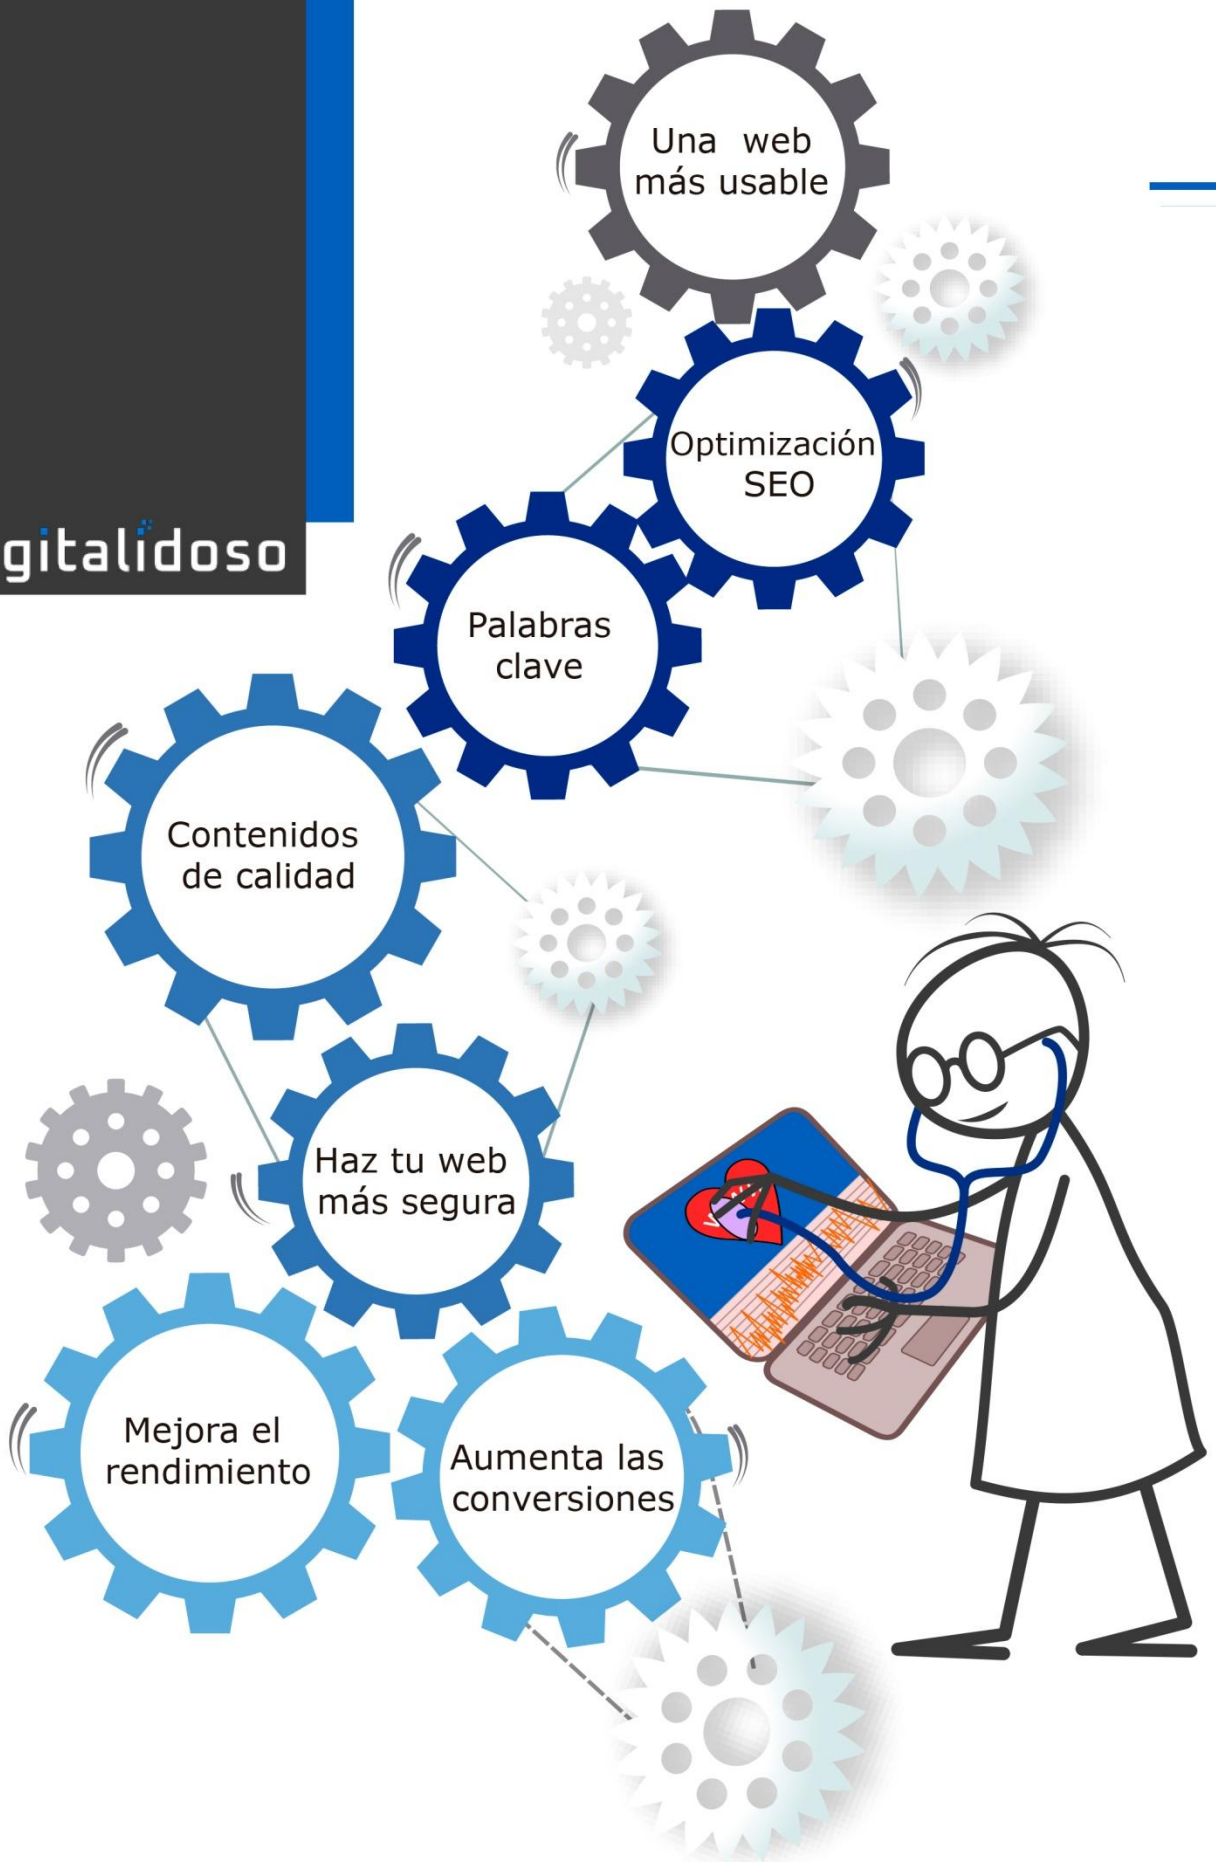 Una web
más usable
Optimización
SEO
gitalidoso
Palabras
clave
Contenidos
de calidad
Haz tu web
más segura
Mejora el
rendimiento
Aumenta las
conversiones